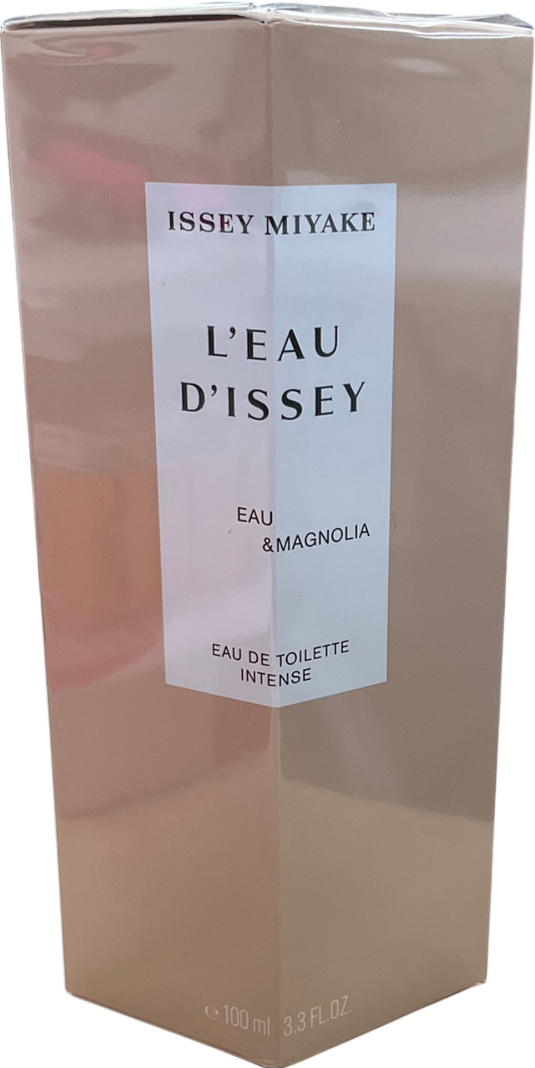 ISSEY MIYAKE
L'EAU
D'ISSEY
EAU
&MAGNOLIA
EAU DE TOILETTE
INTENSE
℮ 100 ml 3.3 FL.OZ.